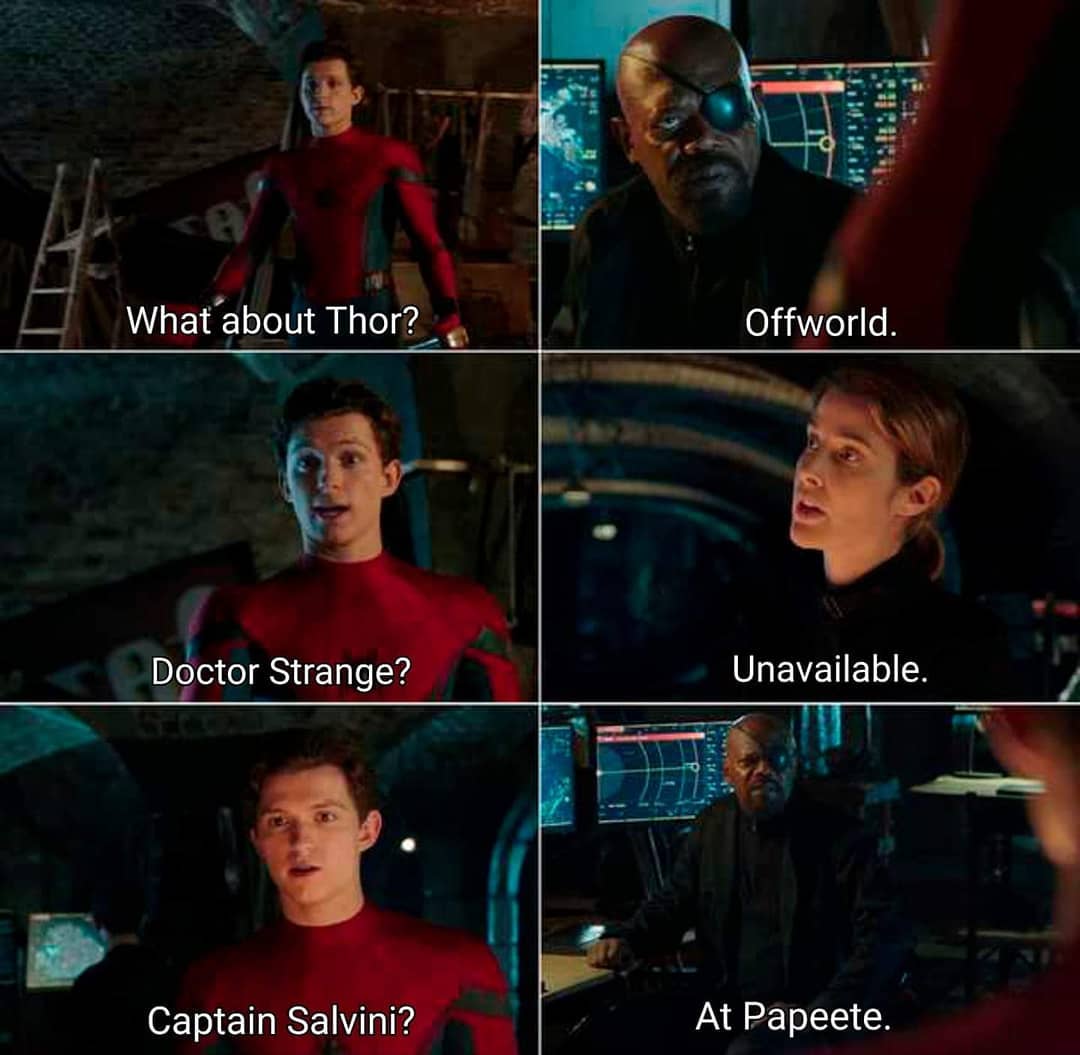 What about Thor?
Offworld.
Doctor Strange?
Unavailable.
Captain Salvini?
At Papeete.